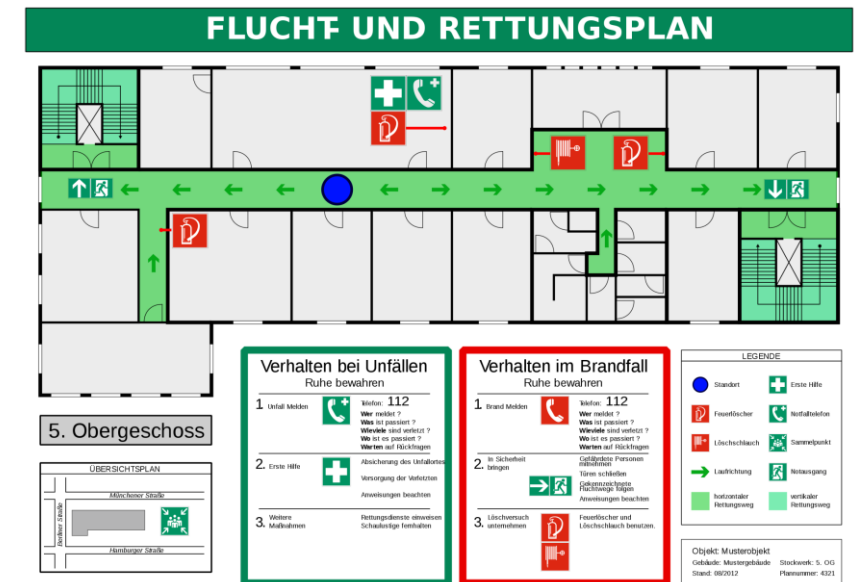 FLUCHT- UND RETTUNGSPLAN
5. Obergeschoss
ÜBERSICHTSPLAN
Münchener Straße
Berliner Straße
Hamburger Straße
Verhalten bei Unfällen
Ruhe bewahren
1 Unfall Melden
Telefon: 112
Wer meldet ?
Was ist passiert ?
Wieviele sind verletzt ?
Wo ist es passiert ?
Warten auf Rückfragen
2. Erste Hilfe
Absicherung des Unfallortes
Versorgung der Verletzten
Anweisungen beachten
3. Weitere
Maßnahmen
Rettungsdienste einweisen
Schaulustige fernhalten
Verhalten im Brandfall
Ruhe bewahren
1 Brand Melden
Telefon: 112
Wer meldet ?
Was ist passiert ?
Wieviele sind verletzt ?
Wo ist es passiert ?
Warten auf Rückfragen
2. In Sicherheit
bringen
Gefährdete Personen
mitnehmen
Türen schließen
Gekennzeichnete
Fluchtwege folgen
Anweisungen beachten
3. Löschversuch
unternehmen
Feuerlöscher und
Löschschlauch benutzen.
LEGENDE
Standort
Erste Hilfe
Feuerlöscher
Notfalltelefon
Löschschlauch
Sammelpunkt
Laufrichtung
Notausgang
horizontaler
Rettungsweg
vertikaler
Rettungsweg
Objekt: Musterobjekt
Gebäude: Mustergebäude Stockwerk: 5. OG
Stand: 08/2012 Plannummer: 4321